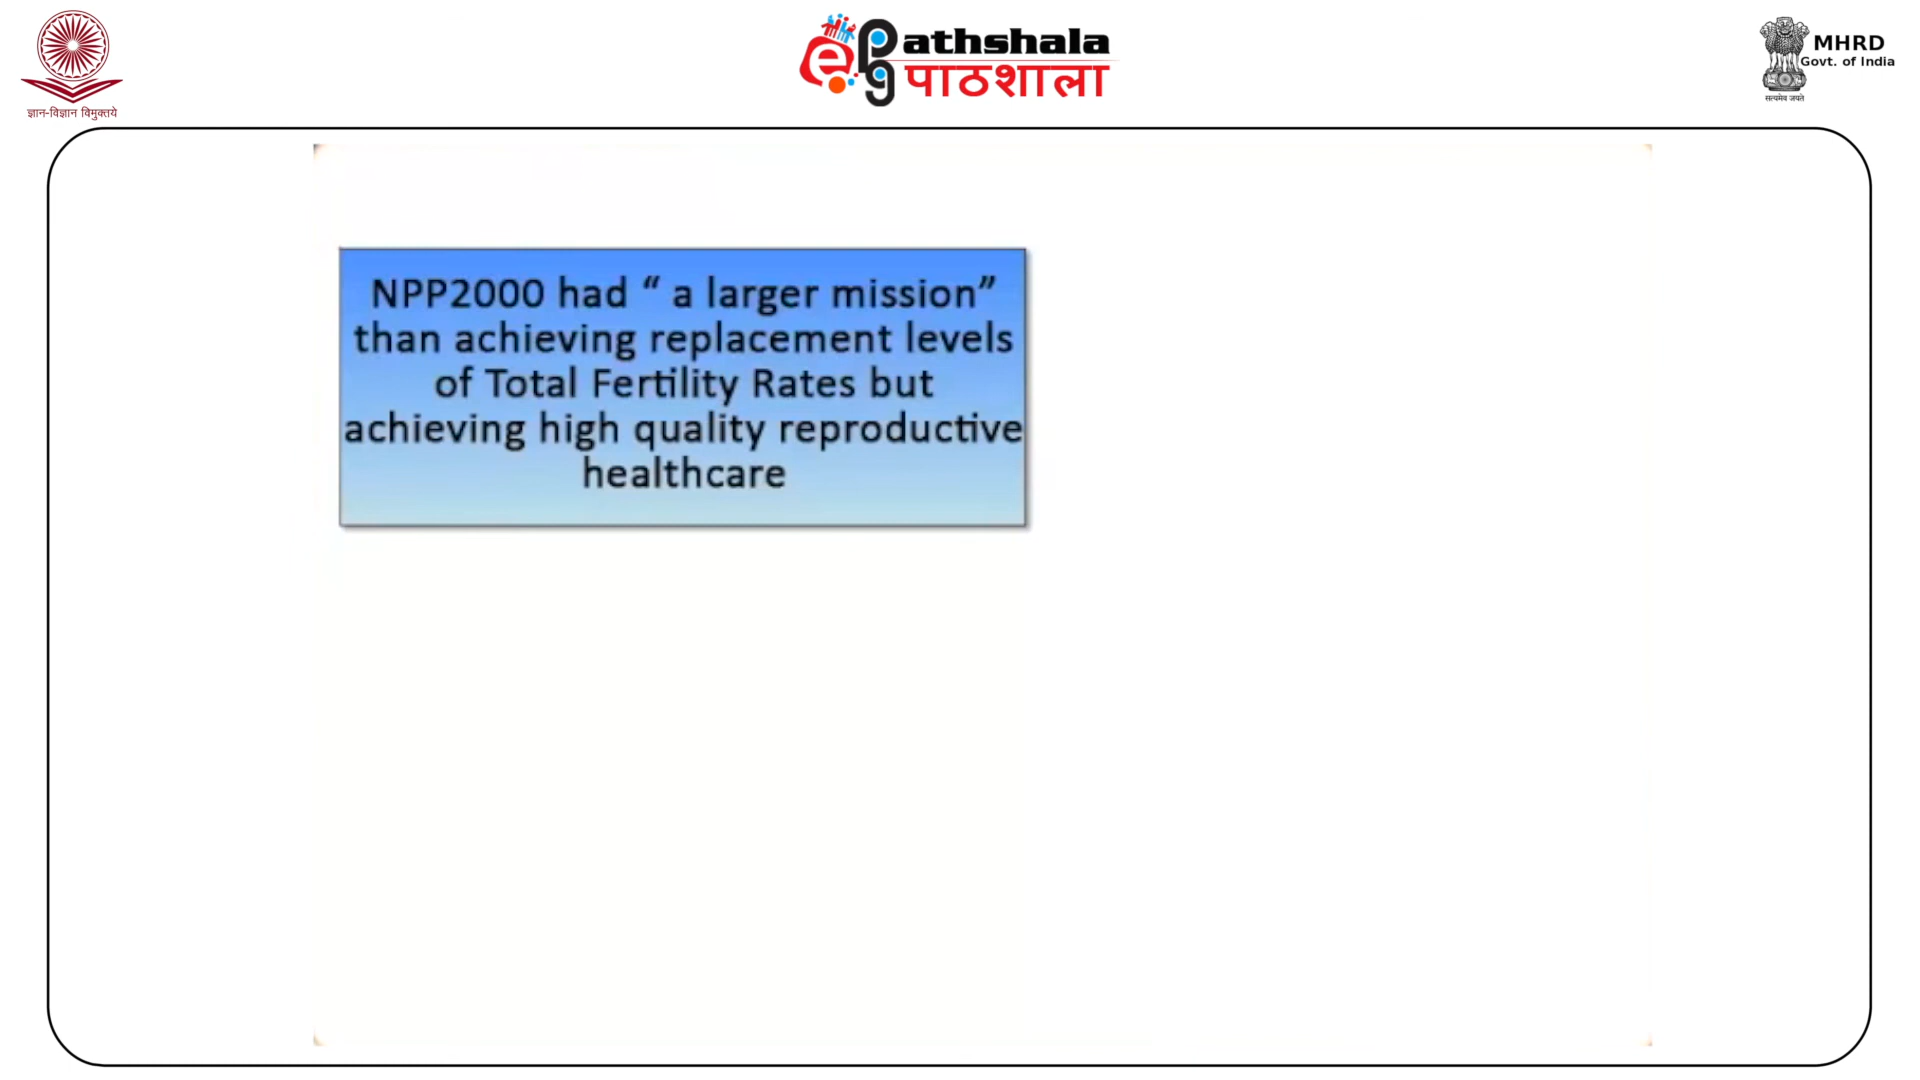 ज्ञान-विज्ञान विमुक्तये
epg
athshala
पाठशाला
MHRD
Govt. of India
सत्यमेव जयते
NPP2000 had “ a larger mission”
than achieving replacement levels
of Total Fertility Rates but
achieving high quality reproductive
healthcare